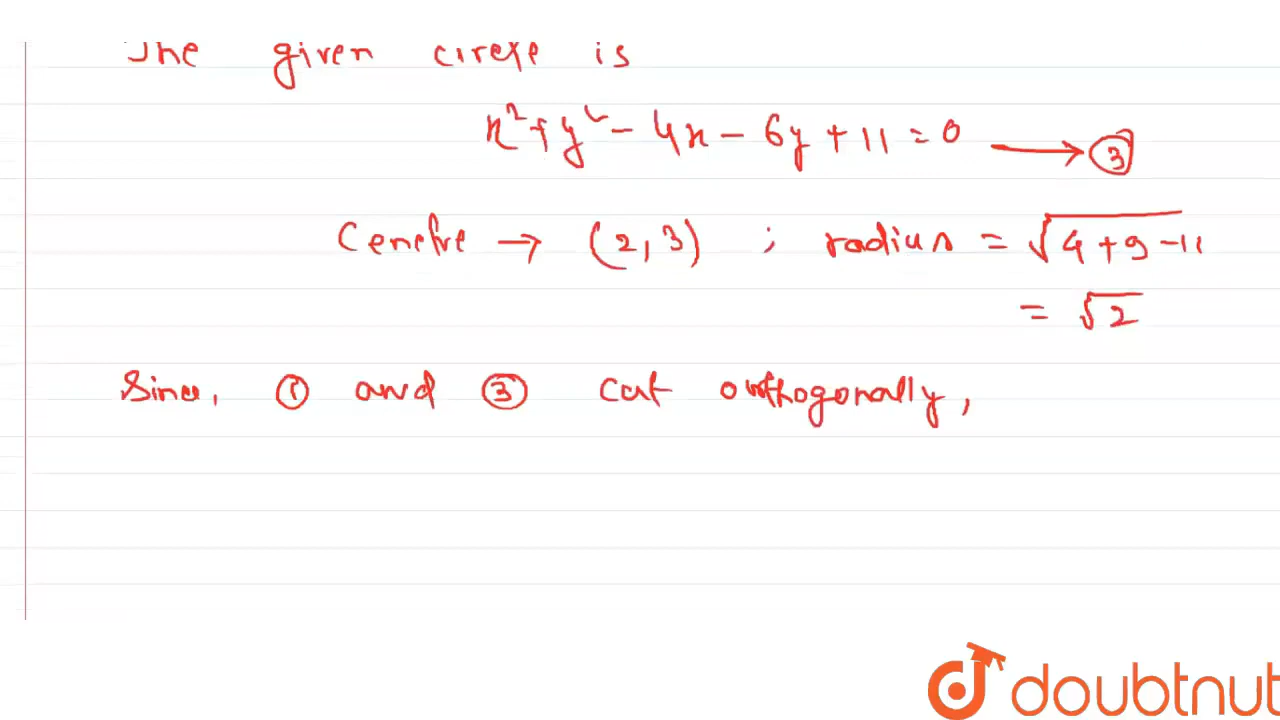 The given circle is
x² + y² - 4x - 6y + 11 = 0 ⟶ ③
Centre → (2,3) ; radius = √(4+9-11)
= √2
Since, ① and ③ cut orthogonally,
doubtnut